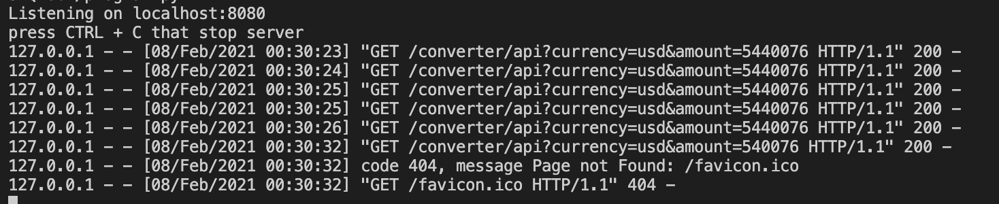 Listening on localhost:8080
press CTRL + C that stop server
127.0.0.1 - - [08/Feb/2021 00:30:23] "GET /converter/api?currency=usd&amount=5440076 HTTP/1.1" 200 -
127.0.0.1 - - [08/Feb/2021 00:30:24] "GET /converter/api?currency=usd&amount=5440076 HTTP/1.1" 200 -
127.0.0.1 - - [08/Feb/2021 00:30:25] "GET /converter/api?currency=usd&amount=5440076 HTTP/1.1" 200 -
127.0.0.1 - - [08/Feb/2021 00:30:25] "GET /converter/api?currency=usd&amount=5440076 HTTP/1.1" 200 -
127.0.0.1 - - [08/Feb/2021 00:30:26] "GET /converter/api?currency=usd&amount=5440076 HTTP/1.1" 200 -
127.0.0.1 - - [08/Feb/2021 00:30:32] "GET /converter/api?currency=usd&amount=540076 HTTP/1.1" 200 -
127.0.0.1 - - [08/Feb/2021 00:30:32] code 404, message Page not Found: /favicon.ico
127.0.0.1 - - [08/Feb/2021 00:30:32] "GET /favicon.ico HTTP/1.1" 404 -